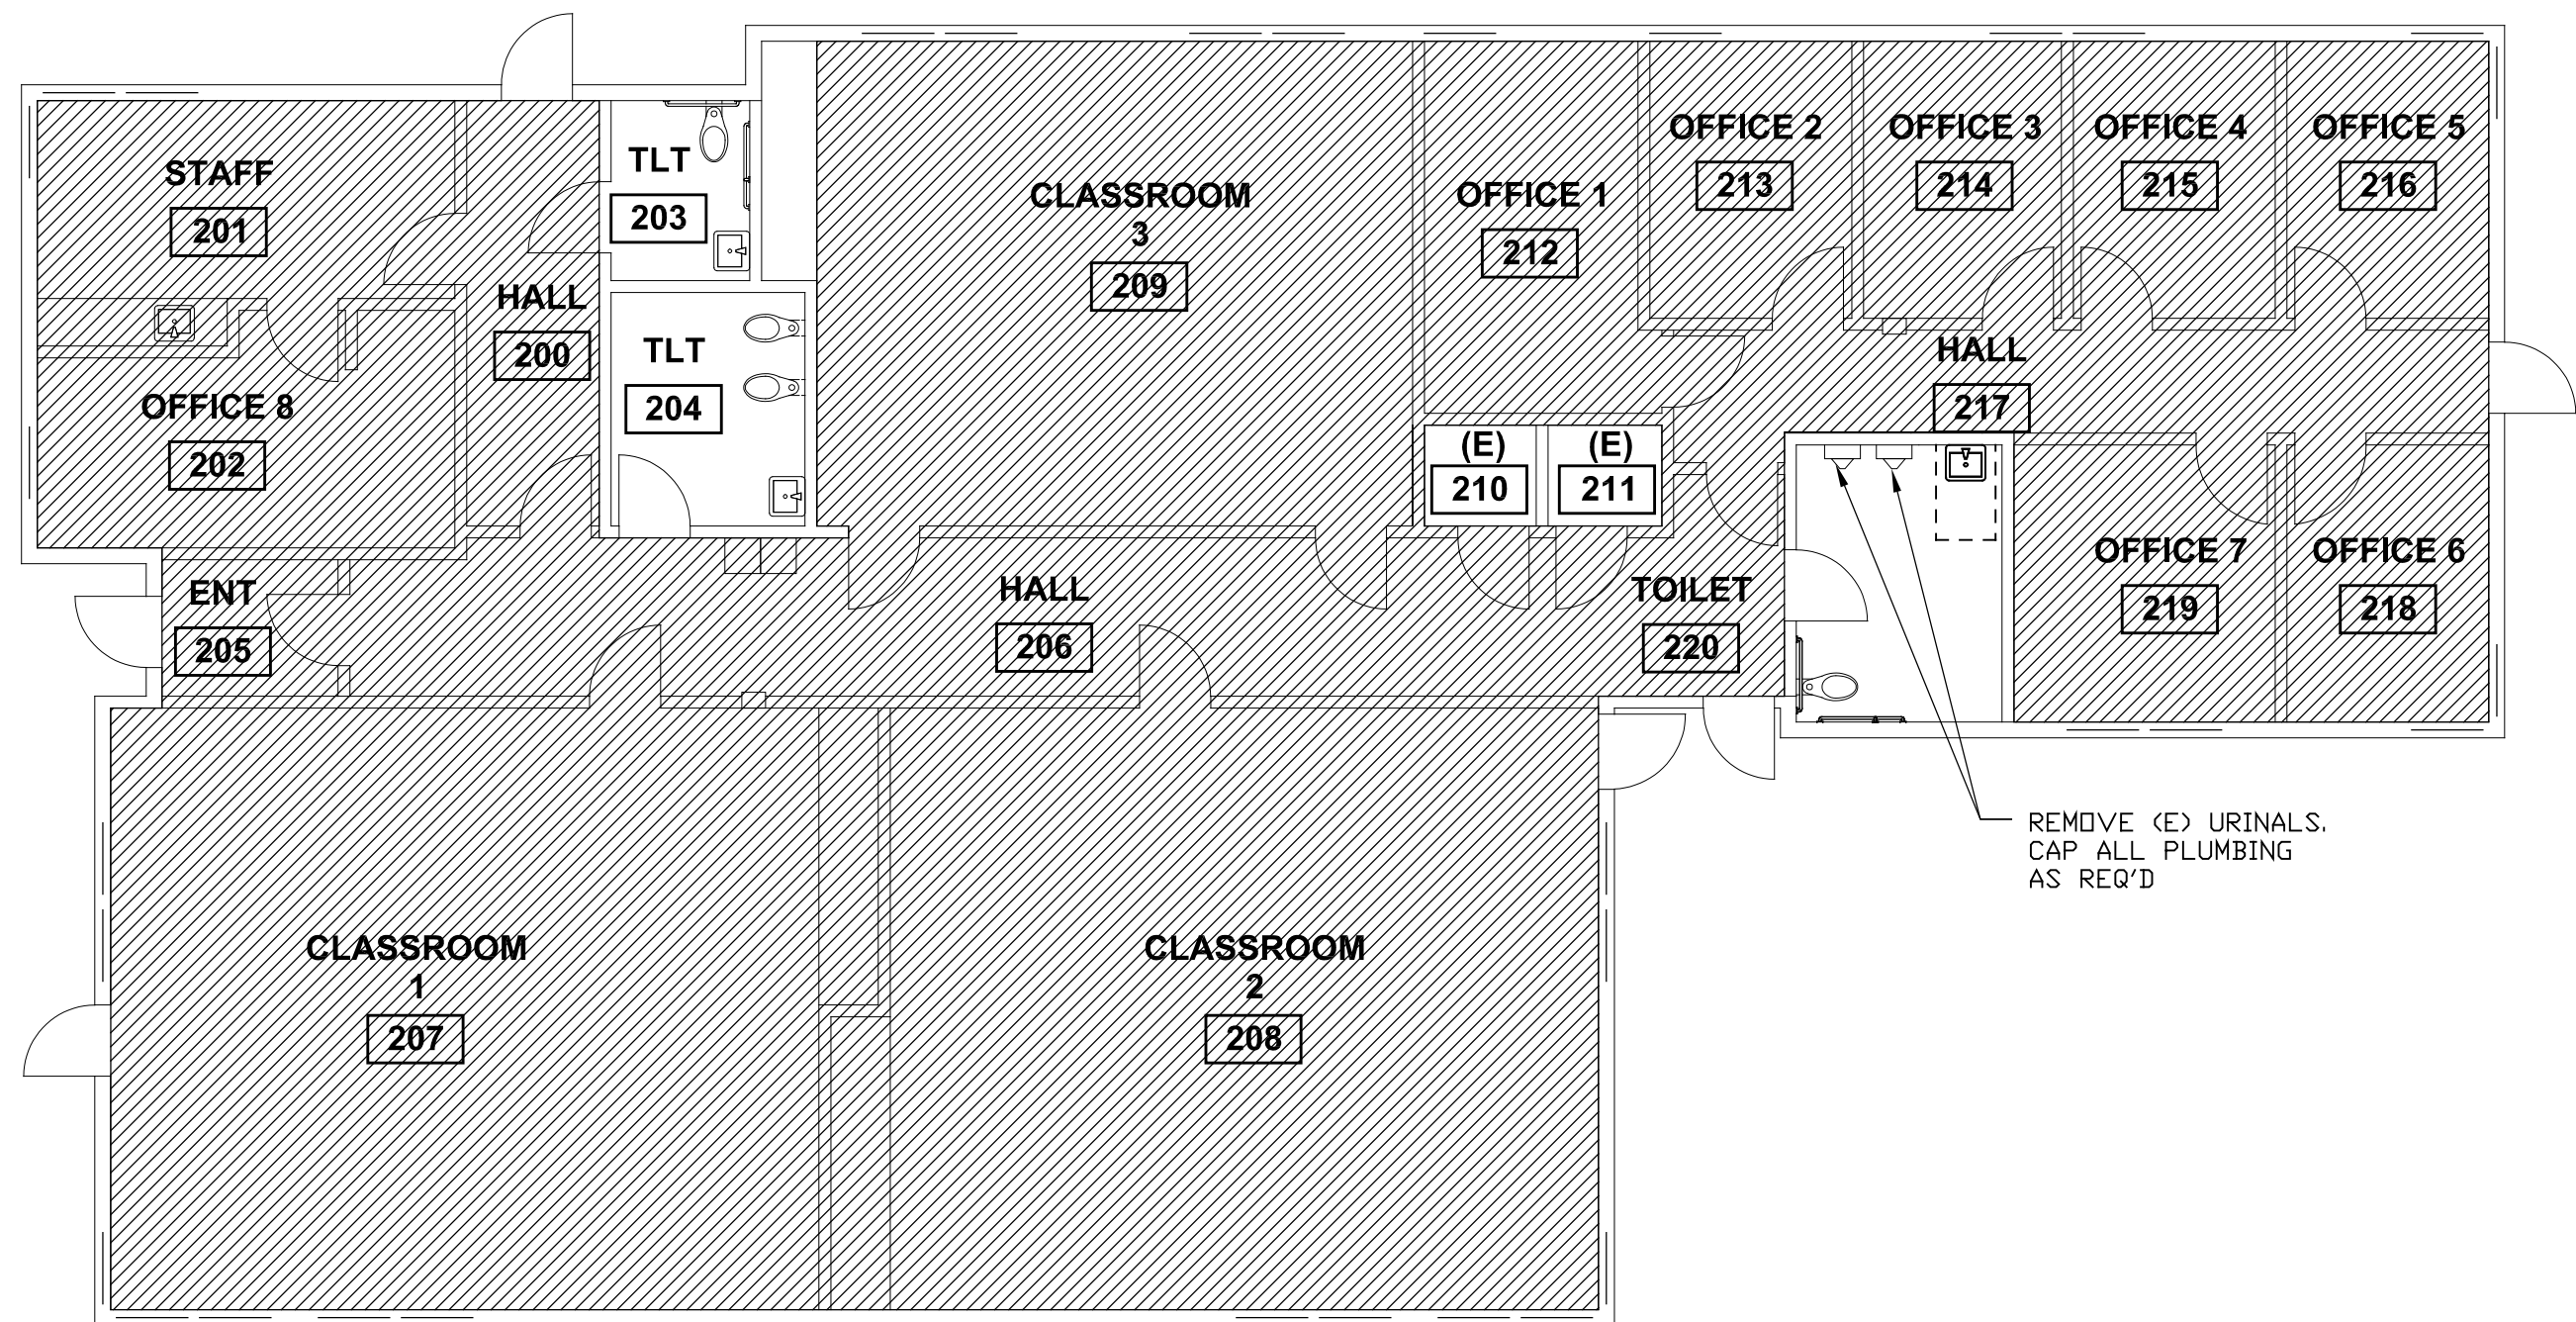 STAFF
201
OFFICE 8
202
HALL
200
TLT
203
TLT
204
CLASSROOM
3
209
OFFICE 1
212
OFFICE 2
213
OFFICE 3
214
OFFICE 4
215
OFFICE 5
216
HALL
217
(E)
210
(E)
211
ENT
205
HALL
206
TOILET
220
OFFICE 7
219
OFFICE 6
218
REMOVE (E) URINALS.
CAP ALL PLUMBING
AS REQ'D
CLASSROOM
1
207
CLASSROOM
2
208